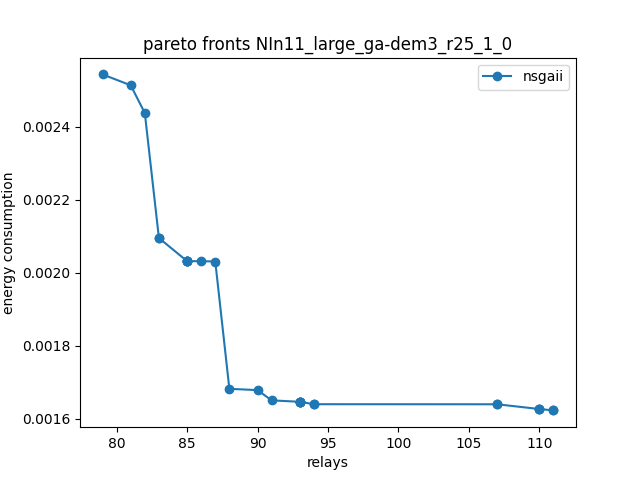 pareto fronts NIn11_large_ga-dem3_r25_1_0
nsgaii
energy consumption
0.0024
0.0022
0.0020
0.0018
0.0016
80 85 90 95 100 105 110
relays